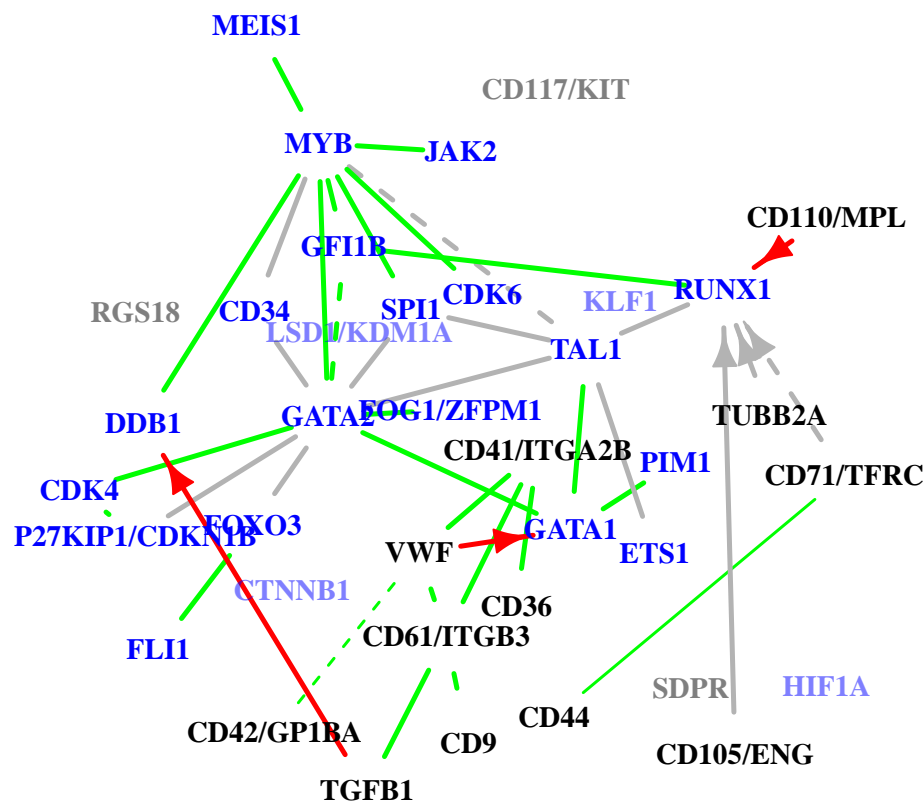 MEIS1
CD117/KIT
MYB
JAK2
CD110/MPL
GFI1B
RUNX1
CDK6
KLF1
SPI1
CD34
RGS18
LSD1/KDM1A
TAL1
FOG1/ZFPM1
GATA2
TUBB2A
DDB1
CD41/ITGA2B
PIM1
CD71/TFRC
CDK4
FOXO3
GATA1
P27KIP1/CDKN1B
VWF
ETS1
CTNNB1
CD36
CD61/ITGB3
FLI1
SDPR
HIF1A
CD44
CD42/GP1BA
CD9
CD105/ENG
TGFB1